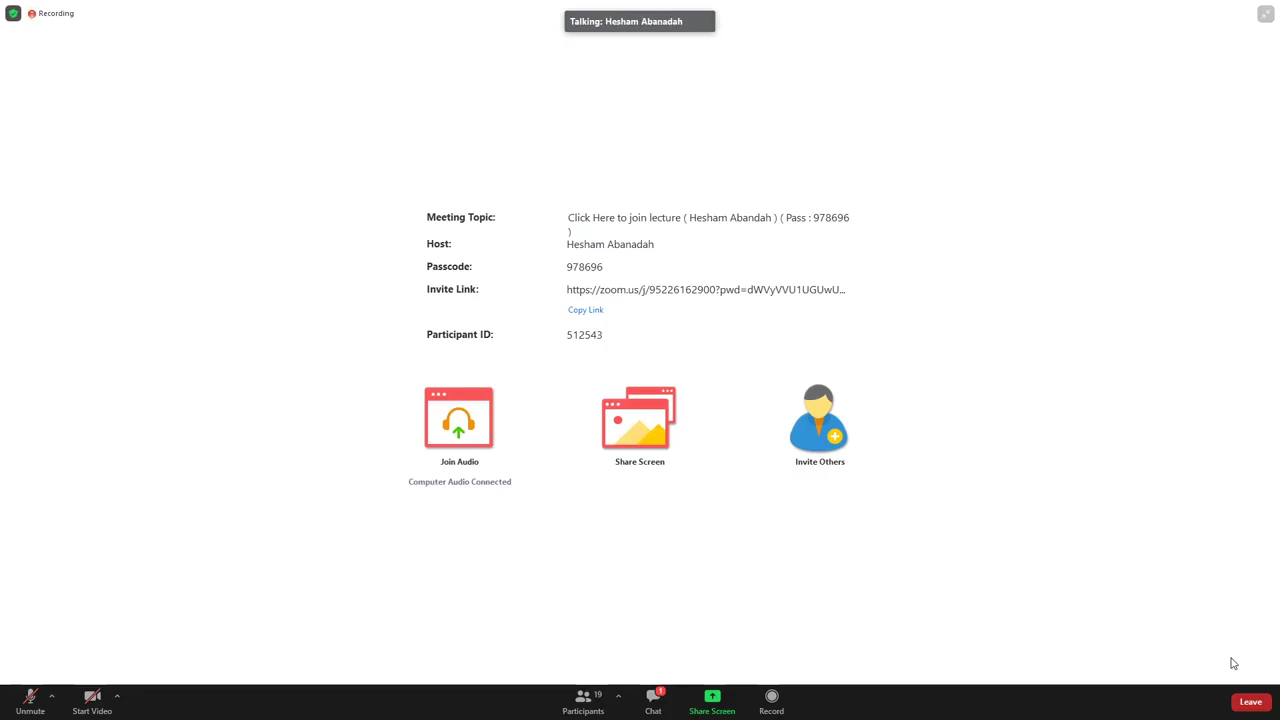 Recording
Talking: Hesham Abanadah
Meeting Topic: Click Here to join lecture ( Hesham Abandah ) ( Pass : 978696
)
Host: Hesham Abanadah
Passcode: 978696
Invite Link: https://zoom.us/j/95226162900?pwd=dWVyVVU1UGUwU...
Copy Link
Participant ID: 512543
Join Audio Share Screen Invite Others
Computer Audio Connected
19 1
Unmute Start Video Participants Chat Share Screen Record Leave